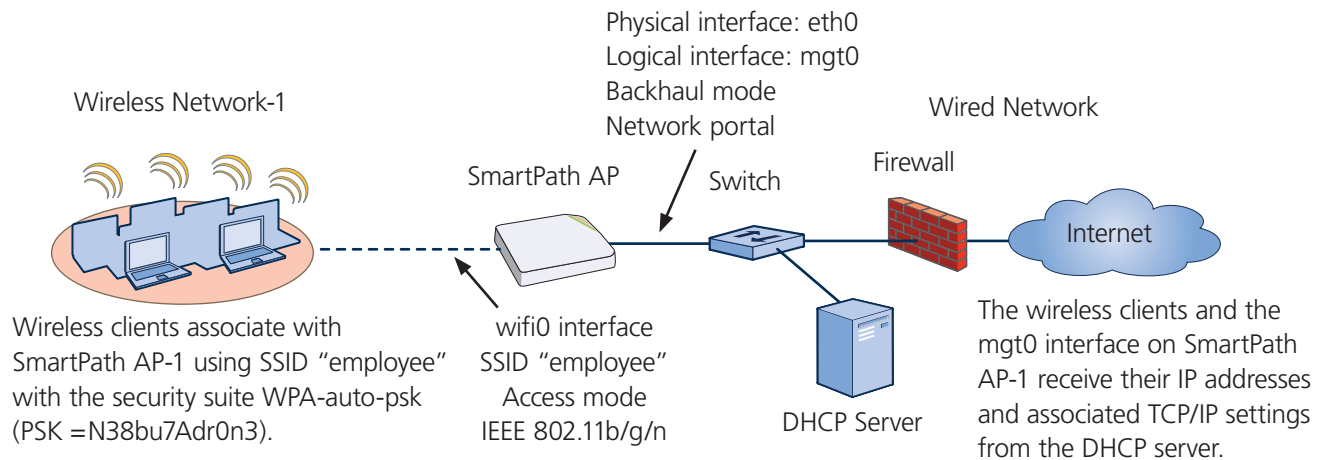 Physical interface: eth0
Logical interface: mgt0
Backhaul mode
Network portal
Wireless Network-1
Wired Network
SmartPath AP
Switch
Firewall
Internet
Wireless clients associate with
SmartPath AP-1 using SSID “employee”
with the security suite WPA-auto-psk
(PSK =N38bu7Adr0n3).
wifi0 interface
SSID “employee”
Access mode
IEEE 802.11b/g/n
DHCP Server
The wireless clients and the
mgt0 interface on SmartPath
AP-1 receive their IP addresses
and associated TCP/IP settings
from the DHCP server.